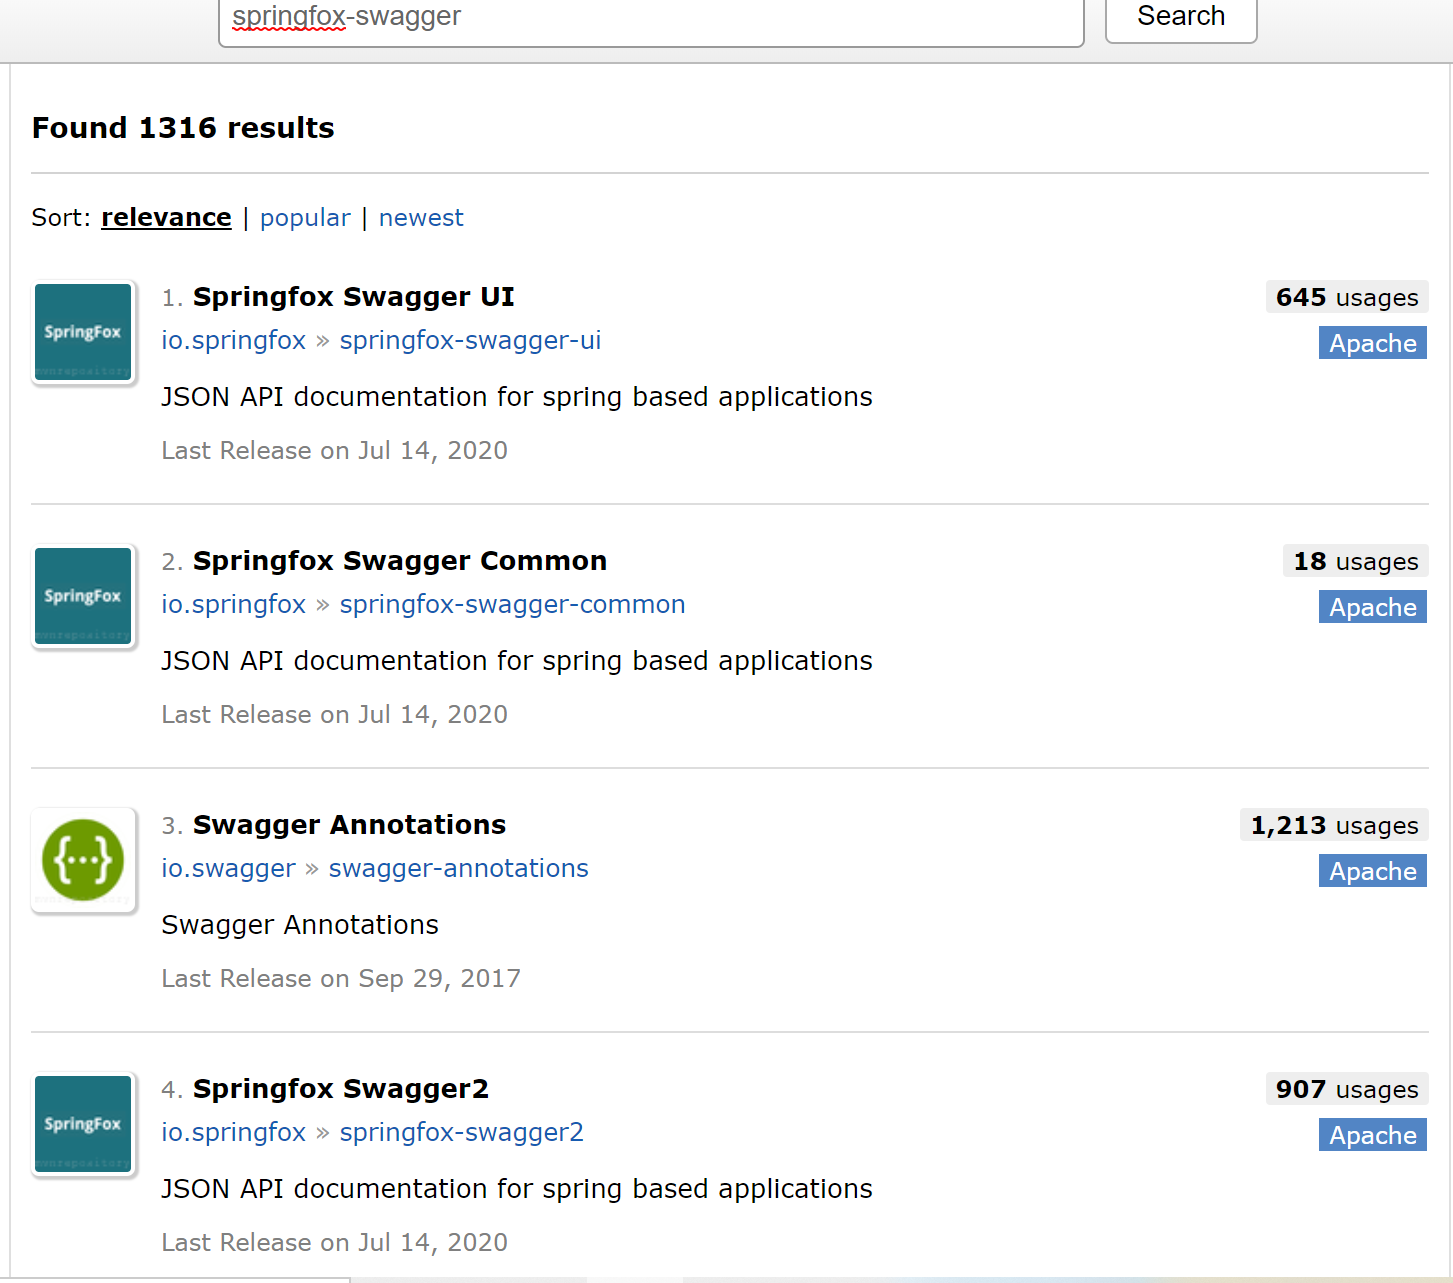 springfox-swagger
Search
Found 1316 results
Sort: relevance | popular | newest
SpringFox
1. Springfox Swagger UI
645 usages
io.springfox » springfox-swagger-ui
Apache
JSON API documentation for spring based applications
Last Release on Jul 14, 2020
SpringFox
2. Springfox Swagger Common
18 usages
io.springfox » springfox-swagger-common
Apache
JSON API documentation for spring based applications
Last Release on Jul 14, 2020
{...}
3. Swagger Annotations
1,213 usages
io.swagger » swagger-annotations
Apache
Swagger Annotations
Last Release on Sep 29, 2017
SpringFox
4. Springfox Swagger2
907 usages
io.springfox » springfox-swagger2
Apache
JSON API documentation for spring based applications
Last Release on Jul 14, 2020